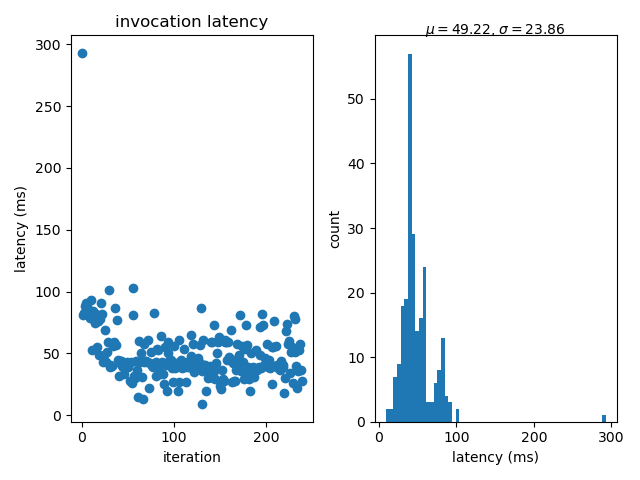 invocation latency
300
250
200
150
100
50
0
latency (ms)
0 100 200
iteration
μ = 49.22, σ = 23.86
50
40
30
20
10
0
count
0 100 200 300
latency (ms)